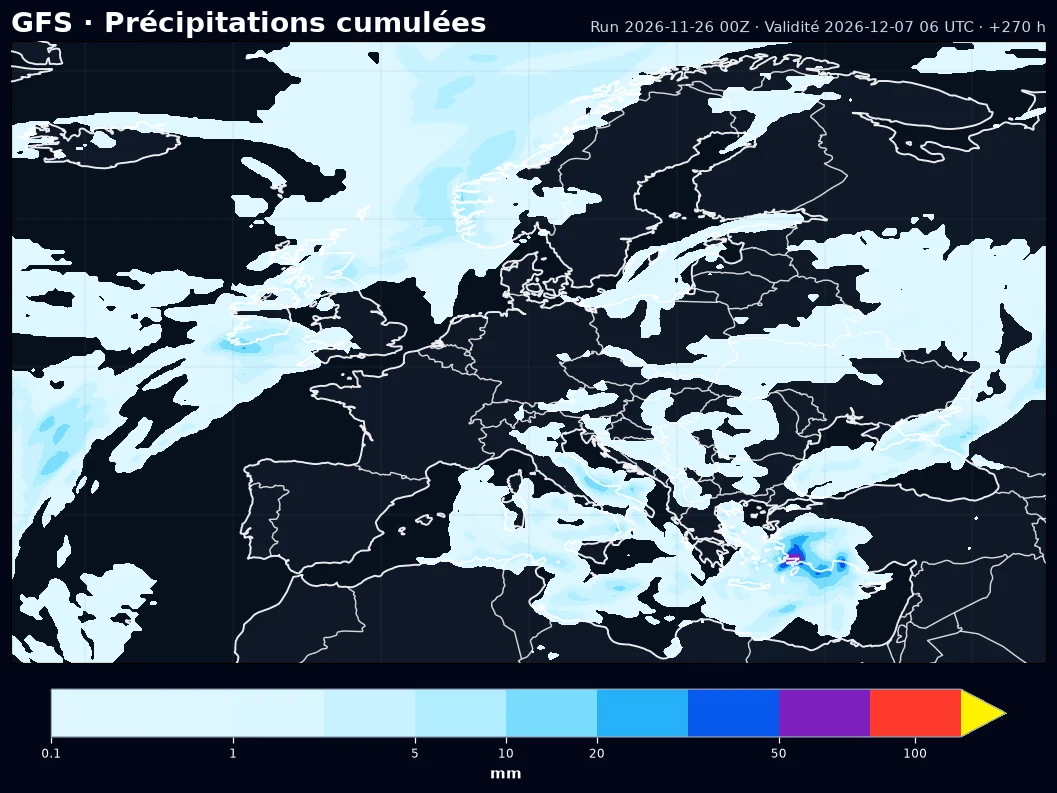 GFS · Précipitations cumulées
Run 2026-11-26 00Z · Validité 2026-12-07 06 UTC · +270 h
0.1 1 5 10 20 50 100
mm